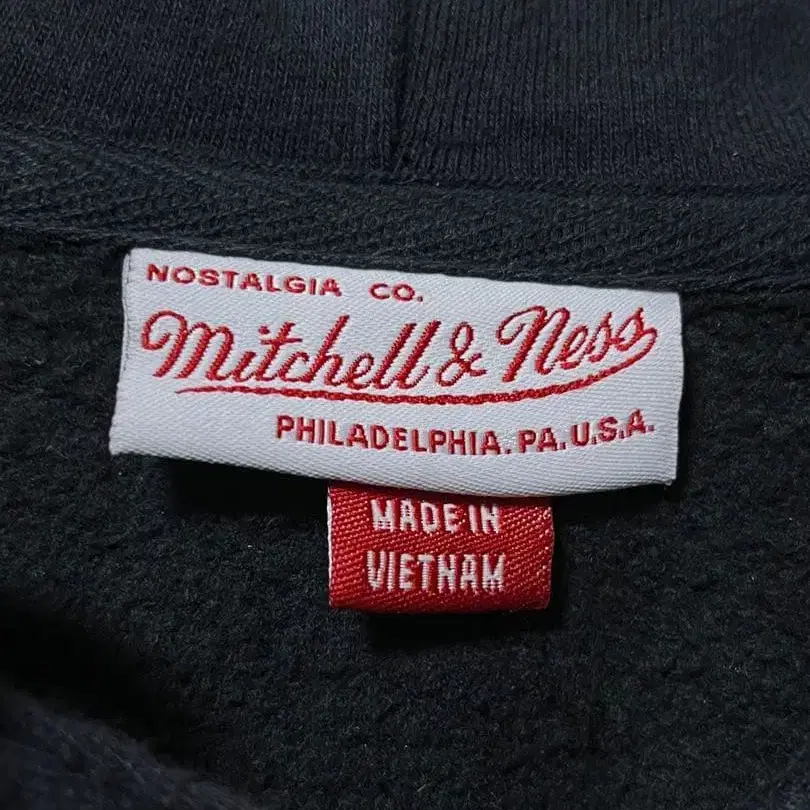 NOSTALGIA CO.
Mitchell & Ness
PHILADELPHIA. PA. U.S.A.
MADE IN
VIETNAM